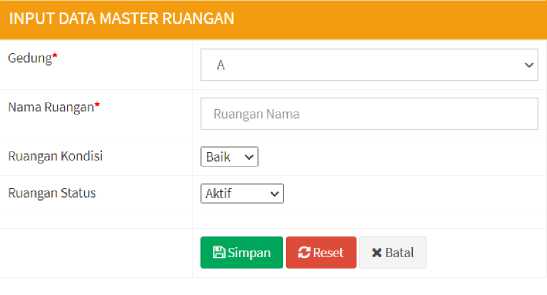 INPUT DATA MASTER RUANGAN
Gedung*
A
Nama Ruangan*
Ruangan Nama
Ruangan Kondisi
Baik
Ruangan Status
Aktif
Simpan Reset Batal